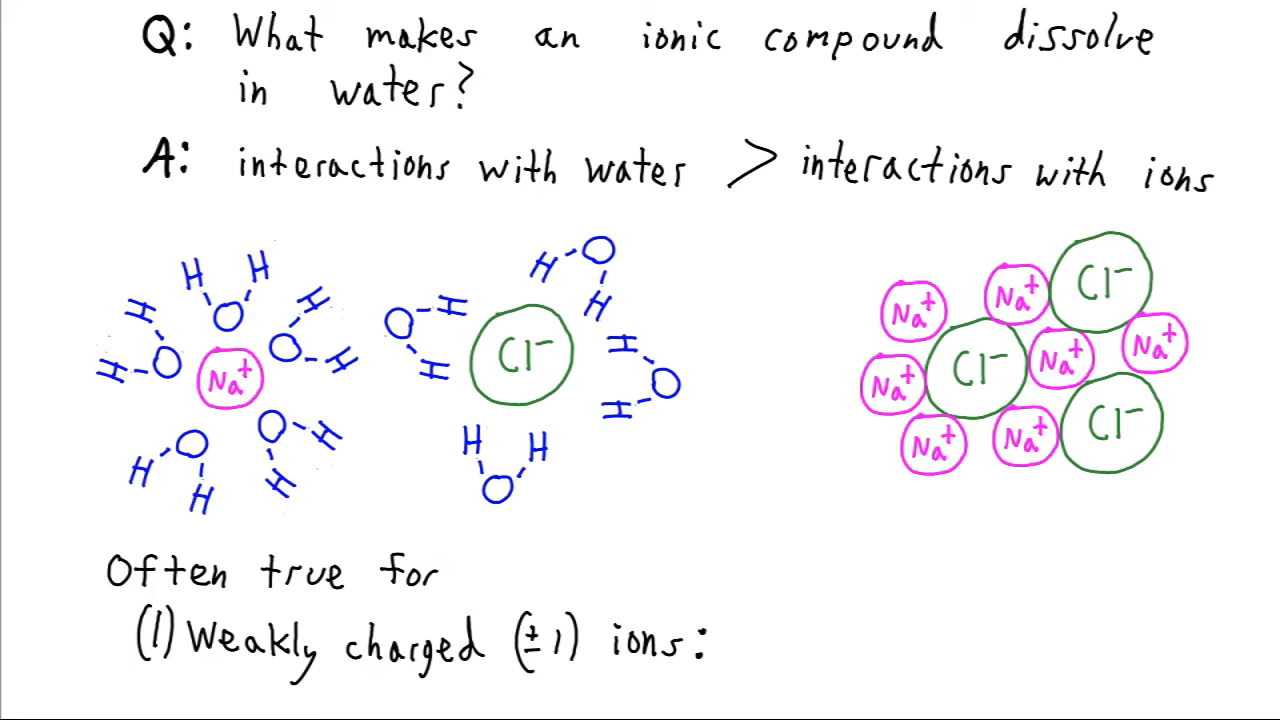 Q: What makes an ionic compound dissolve
in water?
A: interactions with water > interactions with ions
H H
H O H
H O Na⁺ O H
O H
O H
H H H
O H
H
Cl⁻
H O
H
H
O
H
H H
O
Na⁺ Na⁺ Cl⁻
Na⁺ Cl⁻ Na⁺ Na⁺
Na⁺ Na⁺ Cl⁻
Often true for
(1) Weakly charged (± 1) ions: